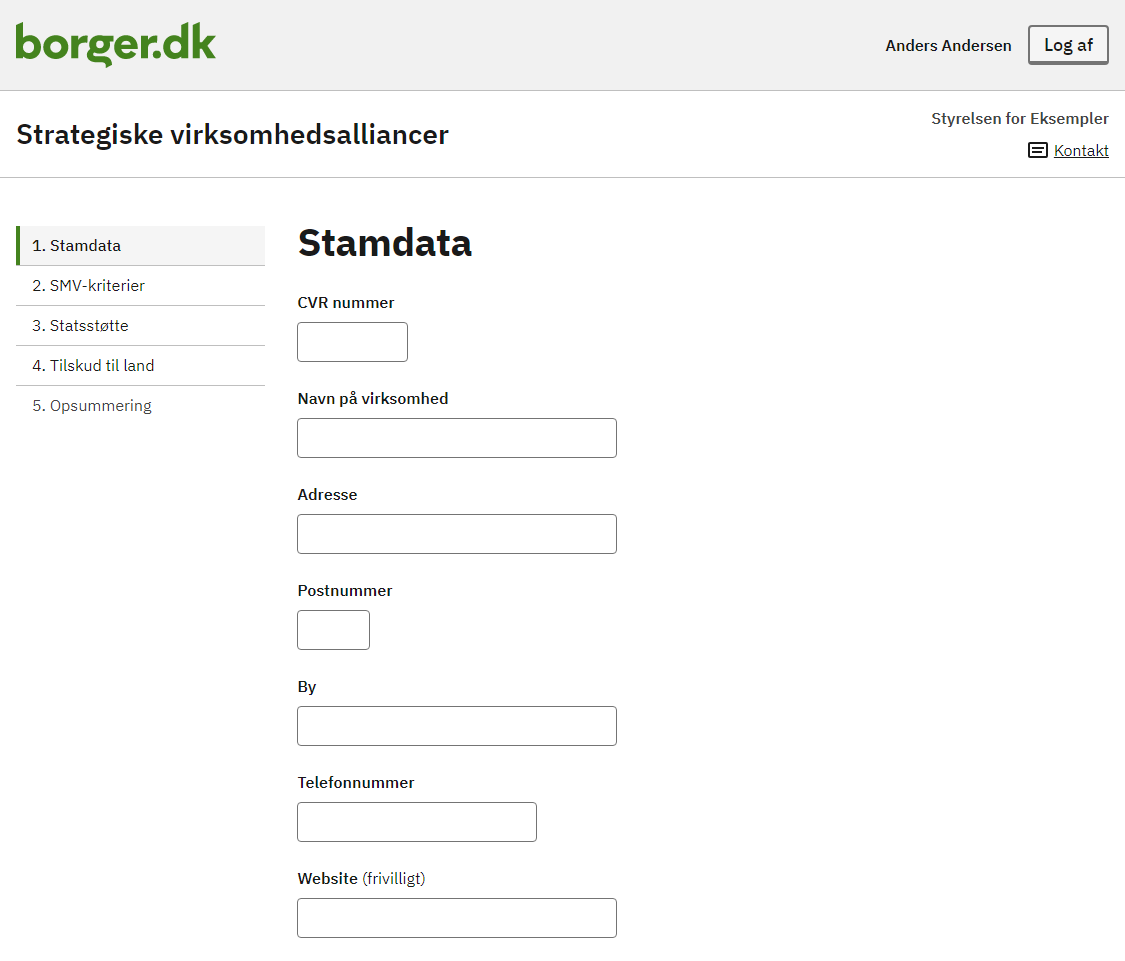 borger.dk
Anders Andersen
Log af
Strategiske virksomhedsalliancer
Styrelsen for Eksempler
Kontakt
1. Stamdata
2. SMV-kriterier
3. Statsstøtte
4. Tilskud til land
5. Opsummering
Stamdata
CVR nummer
Navn på virksomhed
Adresse
Postnummer
By
Telefonnummer
Website (frivilligt)